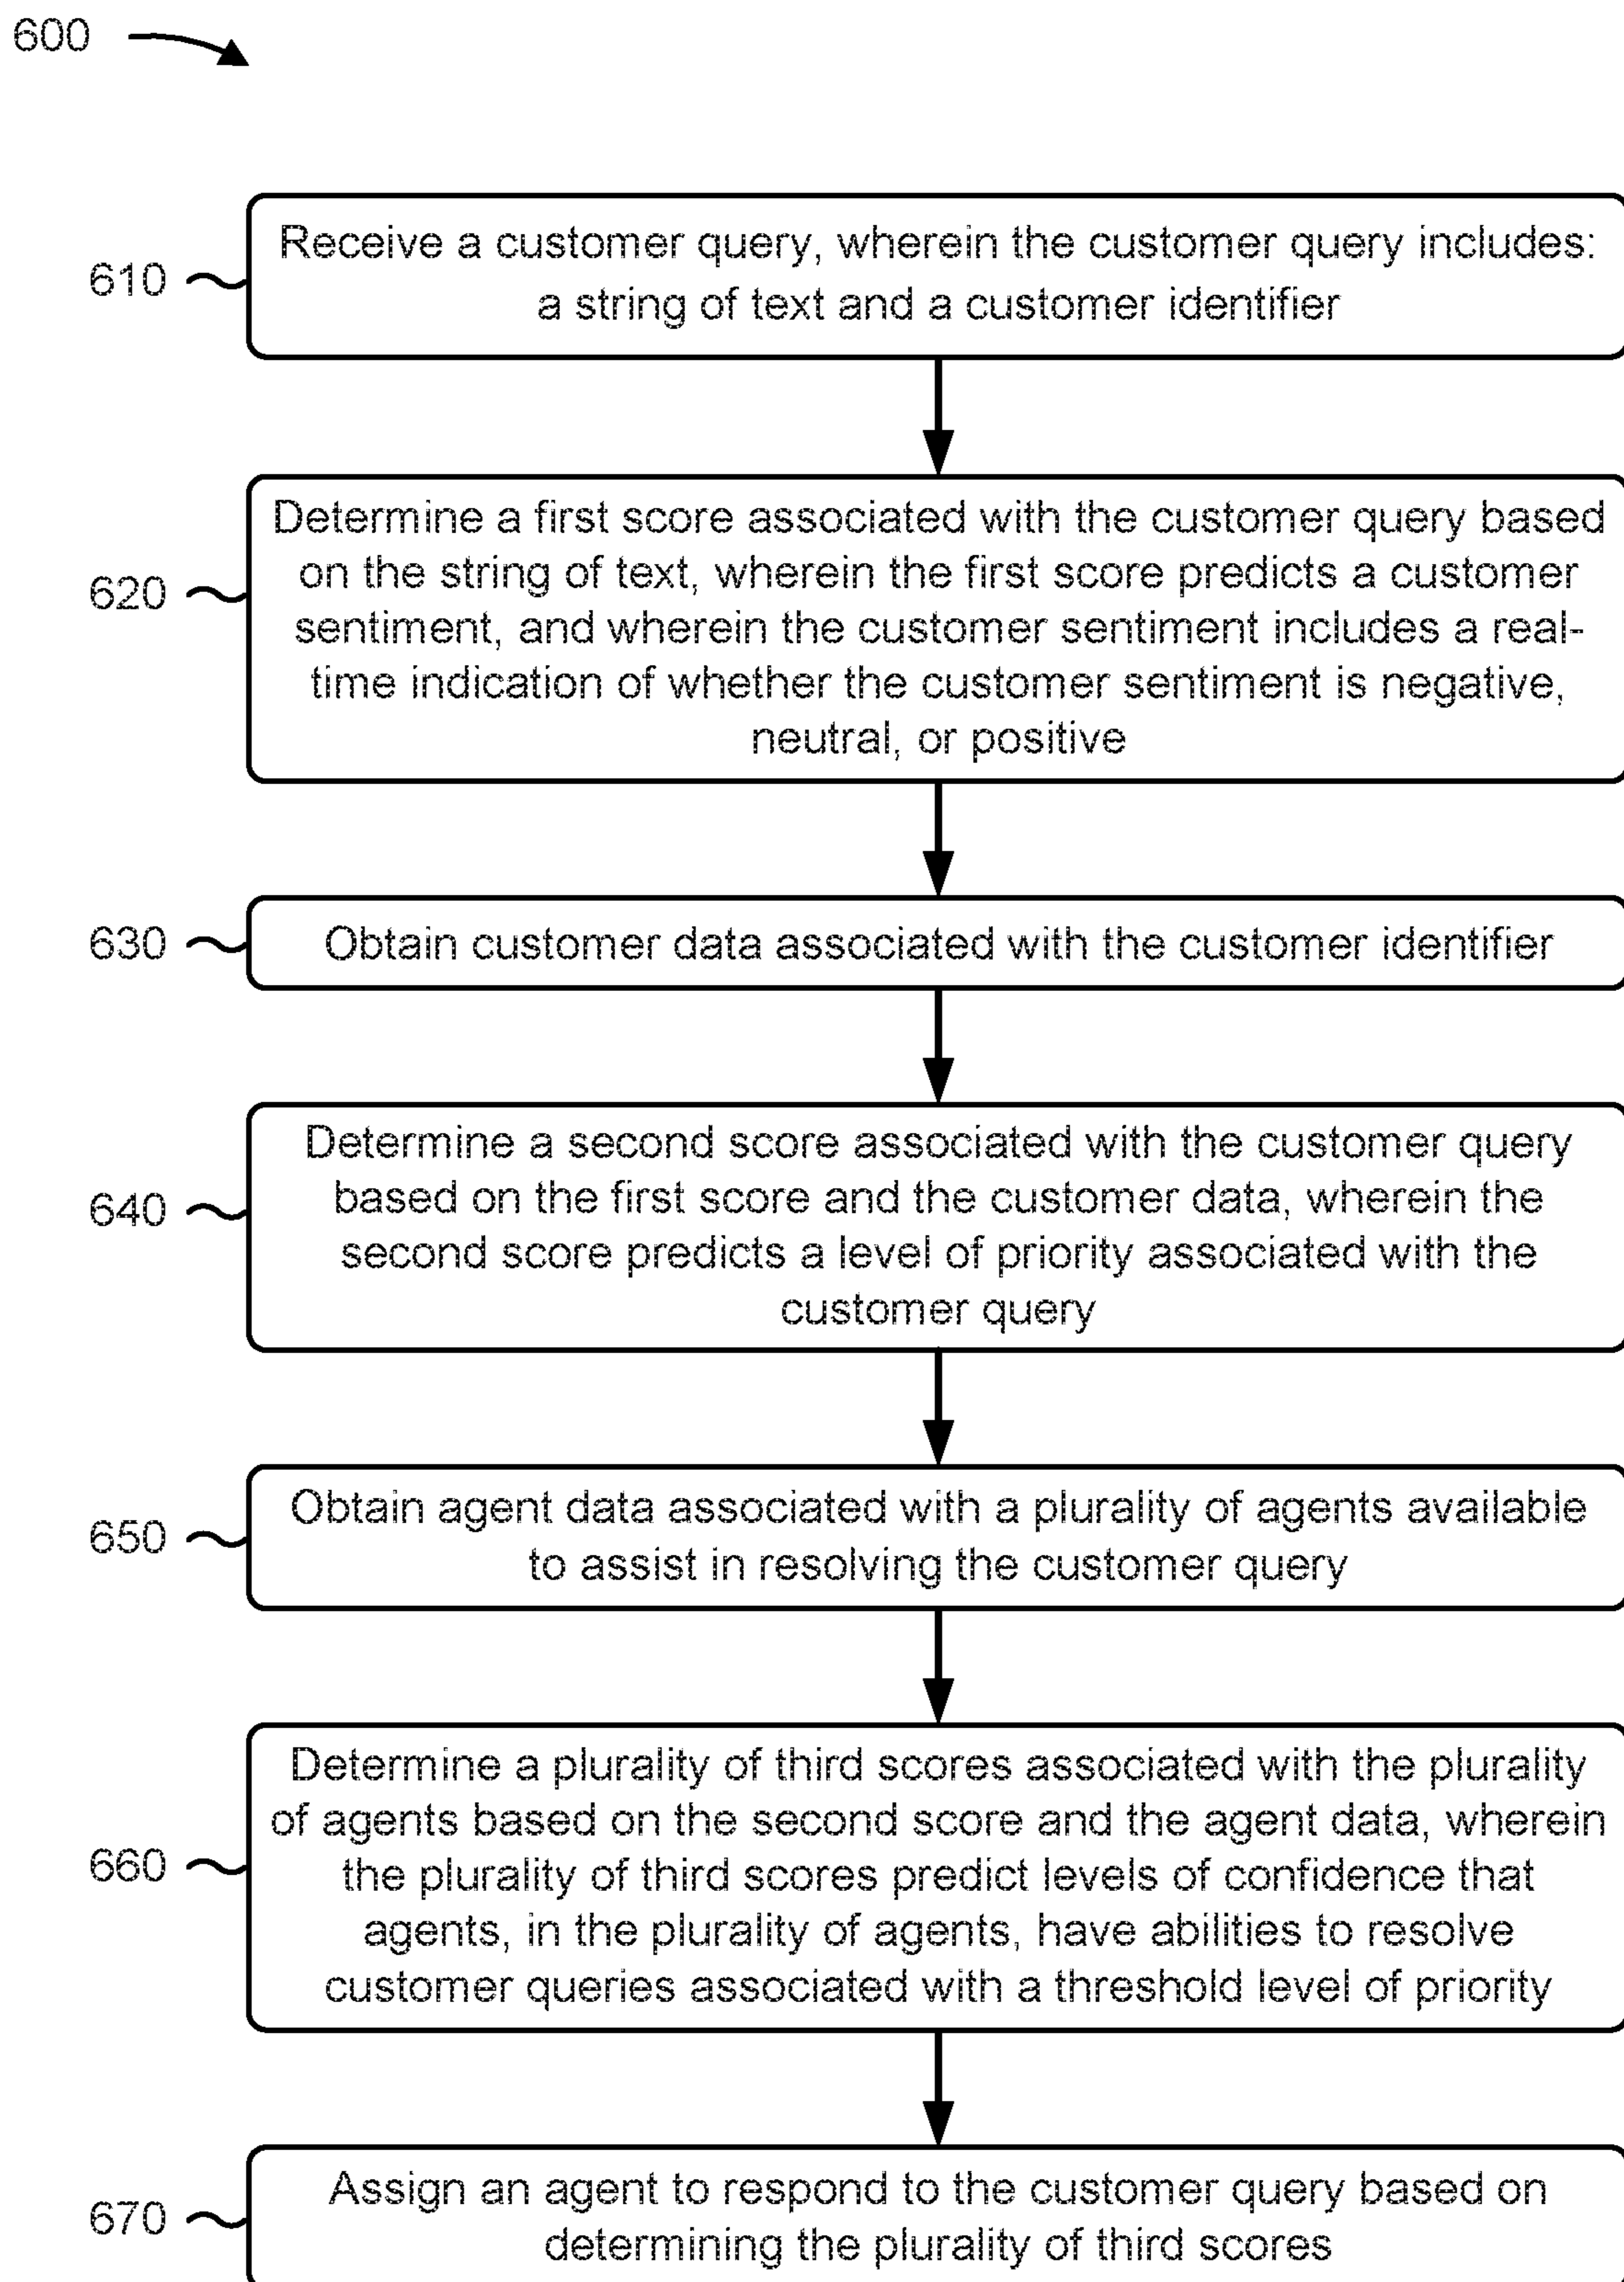 600
610
Receive a customer query, wherein the customer query includes:
a string of text and a customer identifier
620
Determine a first score associated with the customer query based
on the string of text, wherein the first score predicts a customer
sentiment, and wherein the customer sentiment includes a real-
time indication of whether the customer sentiment is negative,
neutral, or positive
630
Obtain customer data associated with the customer identifier
640
Determine a second score associated with the customer query
based on the first score and the customer data, wherein the
second score predicts a level of priority associated with the
customer query
650
Obtain agent data associated with a plurality of agents available
to assist in resolving the customer query
660
Determine a plurality of third scores associated with the plurality
of agents based on the second score and the agent data, wherein
the plurality of third scores predict levels of confidence that
agents, in the plurality of agents, have abilities to resolve
customer queries associated with a threshold level of priority
670
Assign an agent to respond to the customer query based on
determining the plurality of third scores